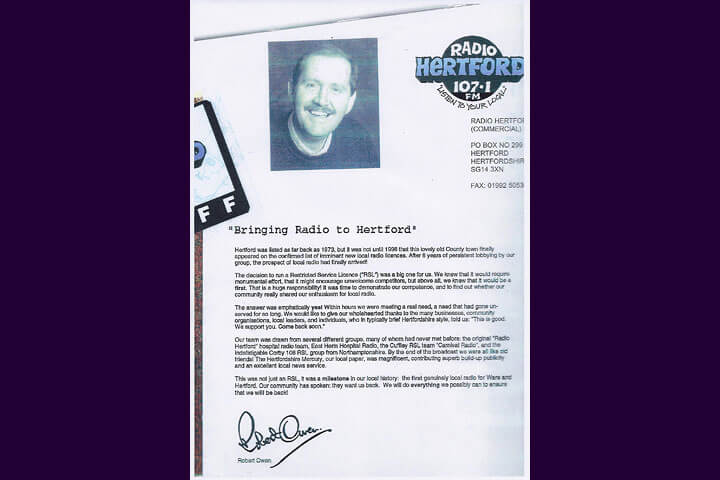 RADIO
HERTFORD
107·1
FM
"LISTEN TO YOUR LOCAL"
RADIO HERTFO
(COMMERCIAL)
PO BOX NO 299
HERTFORD
HERTFORDSHIR
SG14 3XN
FAX: 01992 5053
FF
"Bringing Radio to Hertford"
Hertford was listed as far back as 1973, but it was not until 1996 that this lovely old County town finally
appeared on the confirmed list of imminent new local radio licences. After 6 years of persistent lobbying by our
group, the prospect of local radio had finally arrived!
The decision to run a Restricted Service Licence ("RSL") was a big one for us. We knew that it would require
monumental effort, that it might encourage unwelcome competitors, but above all, we knew that it would be a
first. That is a huge responsibility! It was time to demonstrate our competence, and to find out whether our
community really shared our enthusiasm for local radio.
The answer was emphatically yes! Within hours we were meeting a real need, a need that had gone un-
served for so long. We would like to give our wholehearted thanks to the many businesses, community
organisations, local leaders, and individuals, who in typically brief Hertfordshire style, told us: "This is good.
We support you. Come back soon."
Our team was drawn from several different groups, many of whom had never met before: the original "Radio
Hertford" hospital radio team, East Herts Hospital Radio, the Cuffley RSL team "Carnival Radio", and the
indefatigable Corby 108 RSL group from Northamptonshire. By the end of the broadcast we were all like old
friends! The Hertfordshire Mercury, our local paper, was magnificent, contributing superb build-up publicity
and an excellent local news service.
This was not just an RSL, it was a milestone in our local history: the first genuinely local radio for Ware and
Hertford. Our community has spoken: they want us back. We will do everything we possibly can to ensure
that we will be back!
Robert Owen
Robert Owen